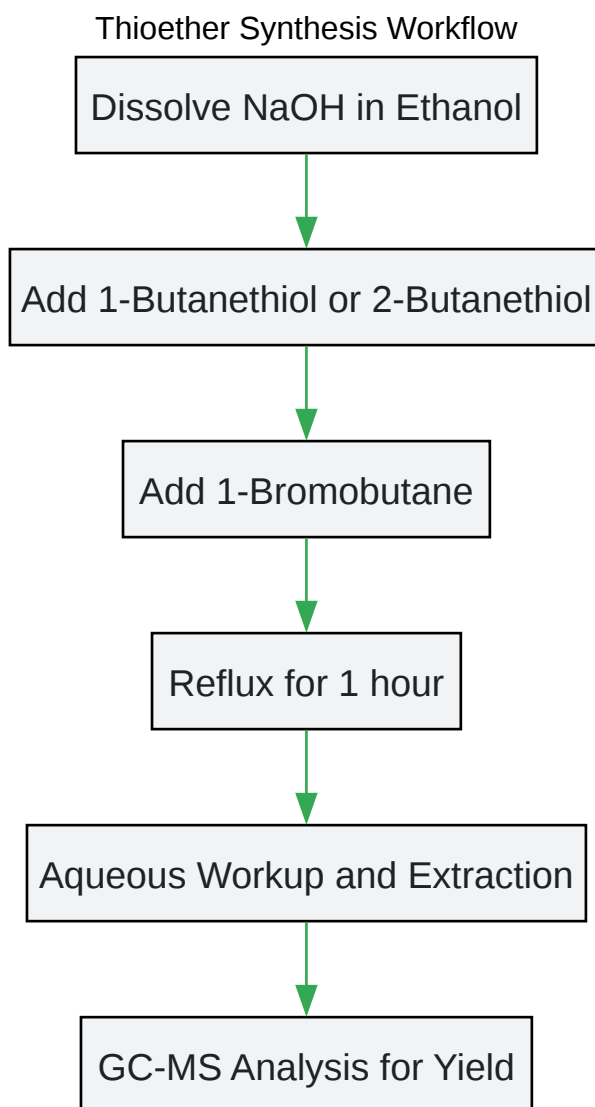 Thioether Synthesis Workflow
Dissolve NaOH in Ethanol
Add 1-Butanethiol or 2-Butanethiol
Add 1-Bromobutane
Reflux for 1 hour
Aqueous Workup and Extraction
GC-MS Analysis for Yield